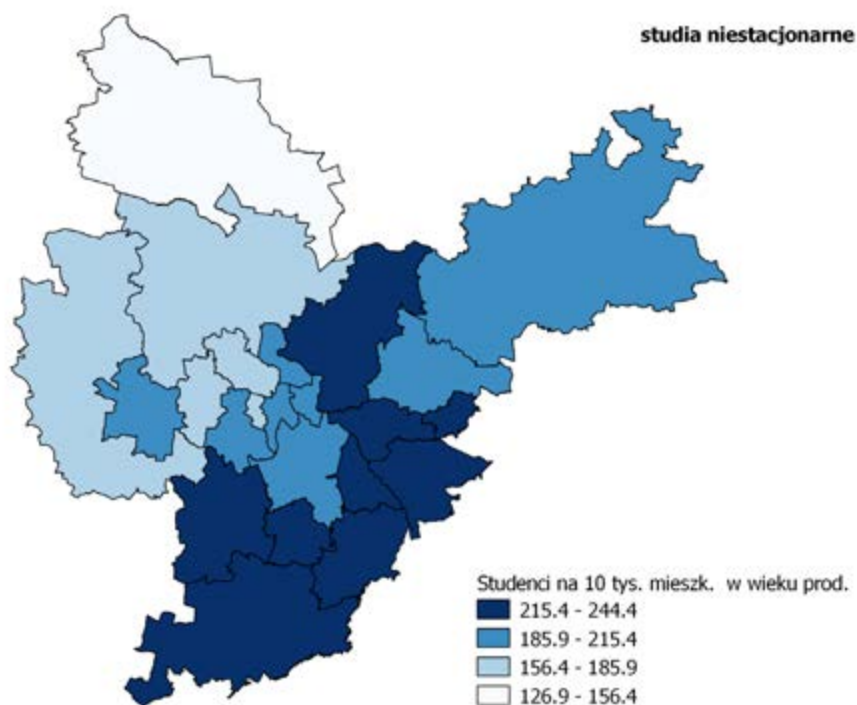 studia niestacjonarne
Studenci na 10 tys. mieszk. w wieku prod.
215.4 - 244.4
185.9 - 215.4
156.4 - 185.9
126.9 - 156.4